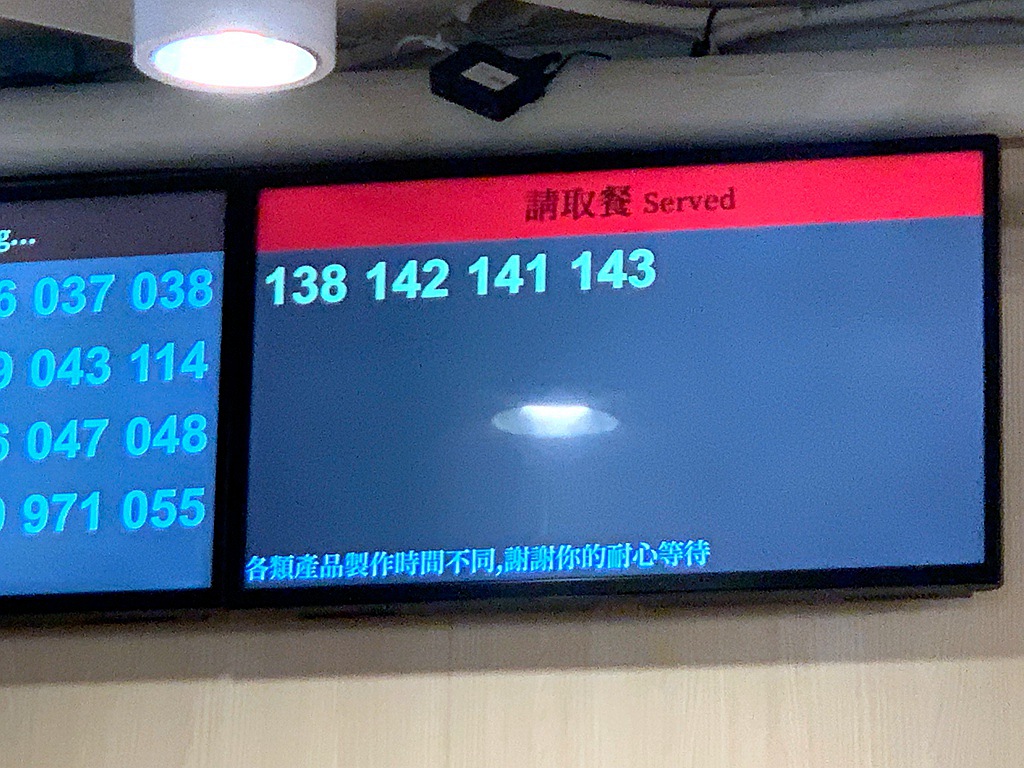 g...
6 037 038
9 043 114
6 047 048
0 971 055
請取餐 Served
138 142 141 143
各類產品製作時間不同,謝謝你的耐心等待